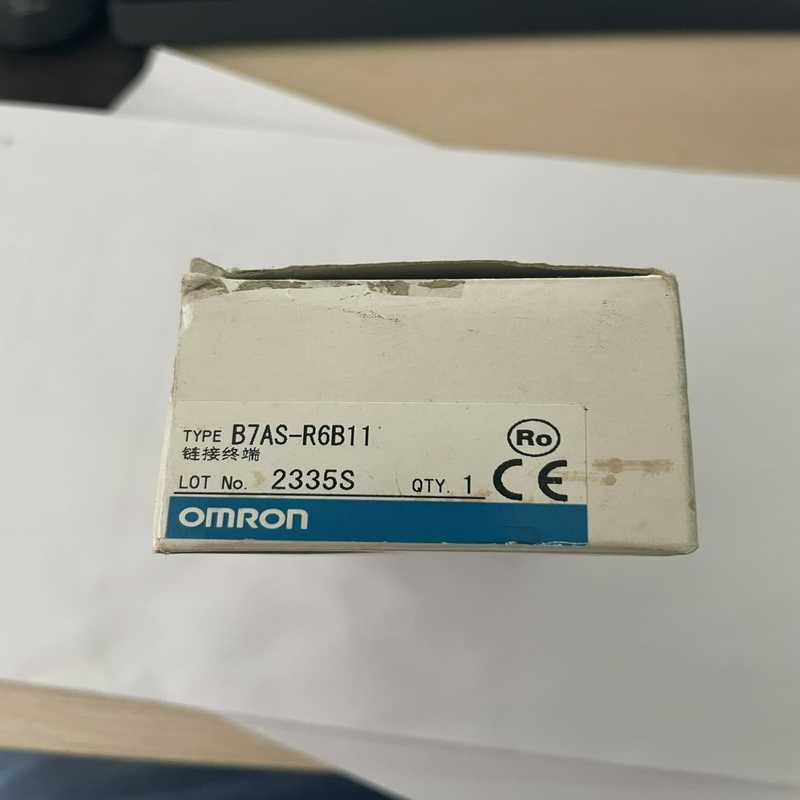 TYPE B7AS-R6B11
链接终端
LOT No. 2335S QTY. 1
Ro
CE
OMRON